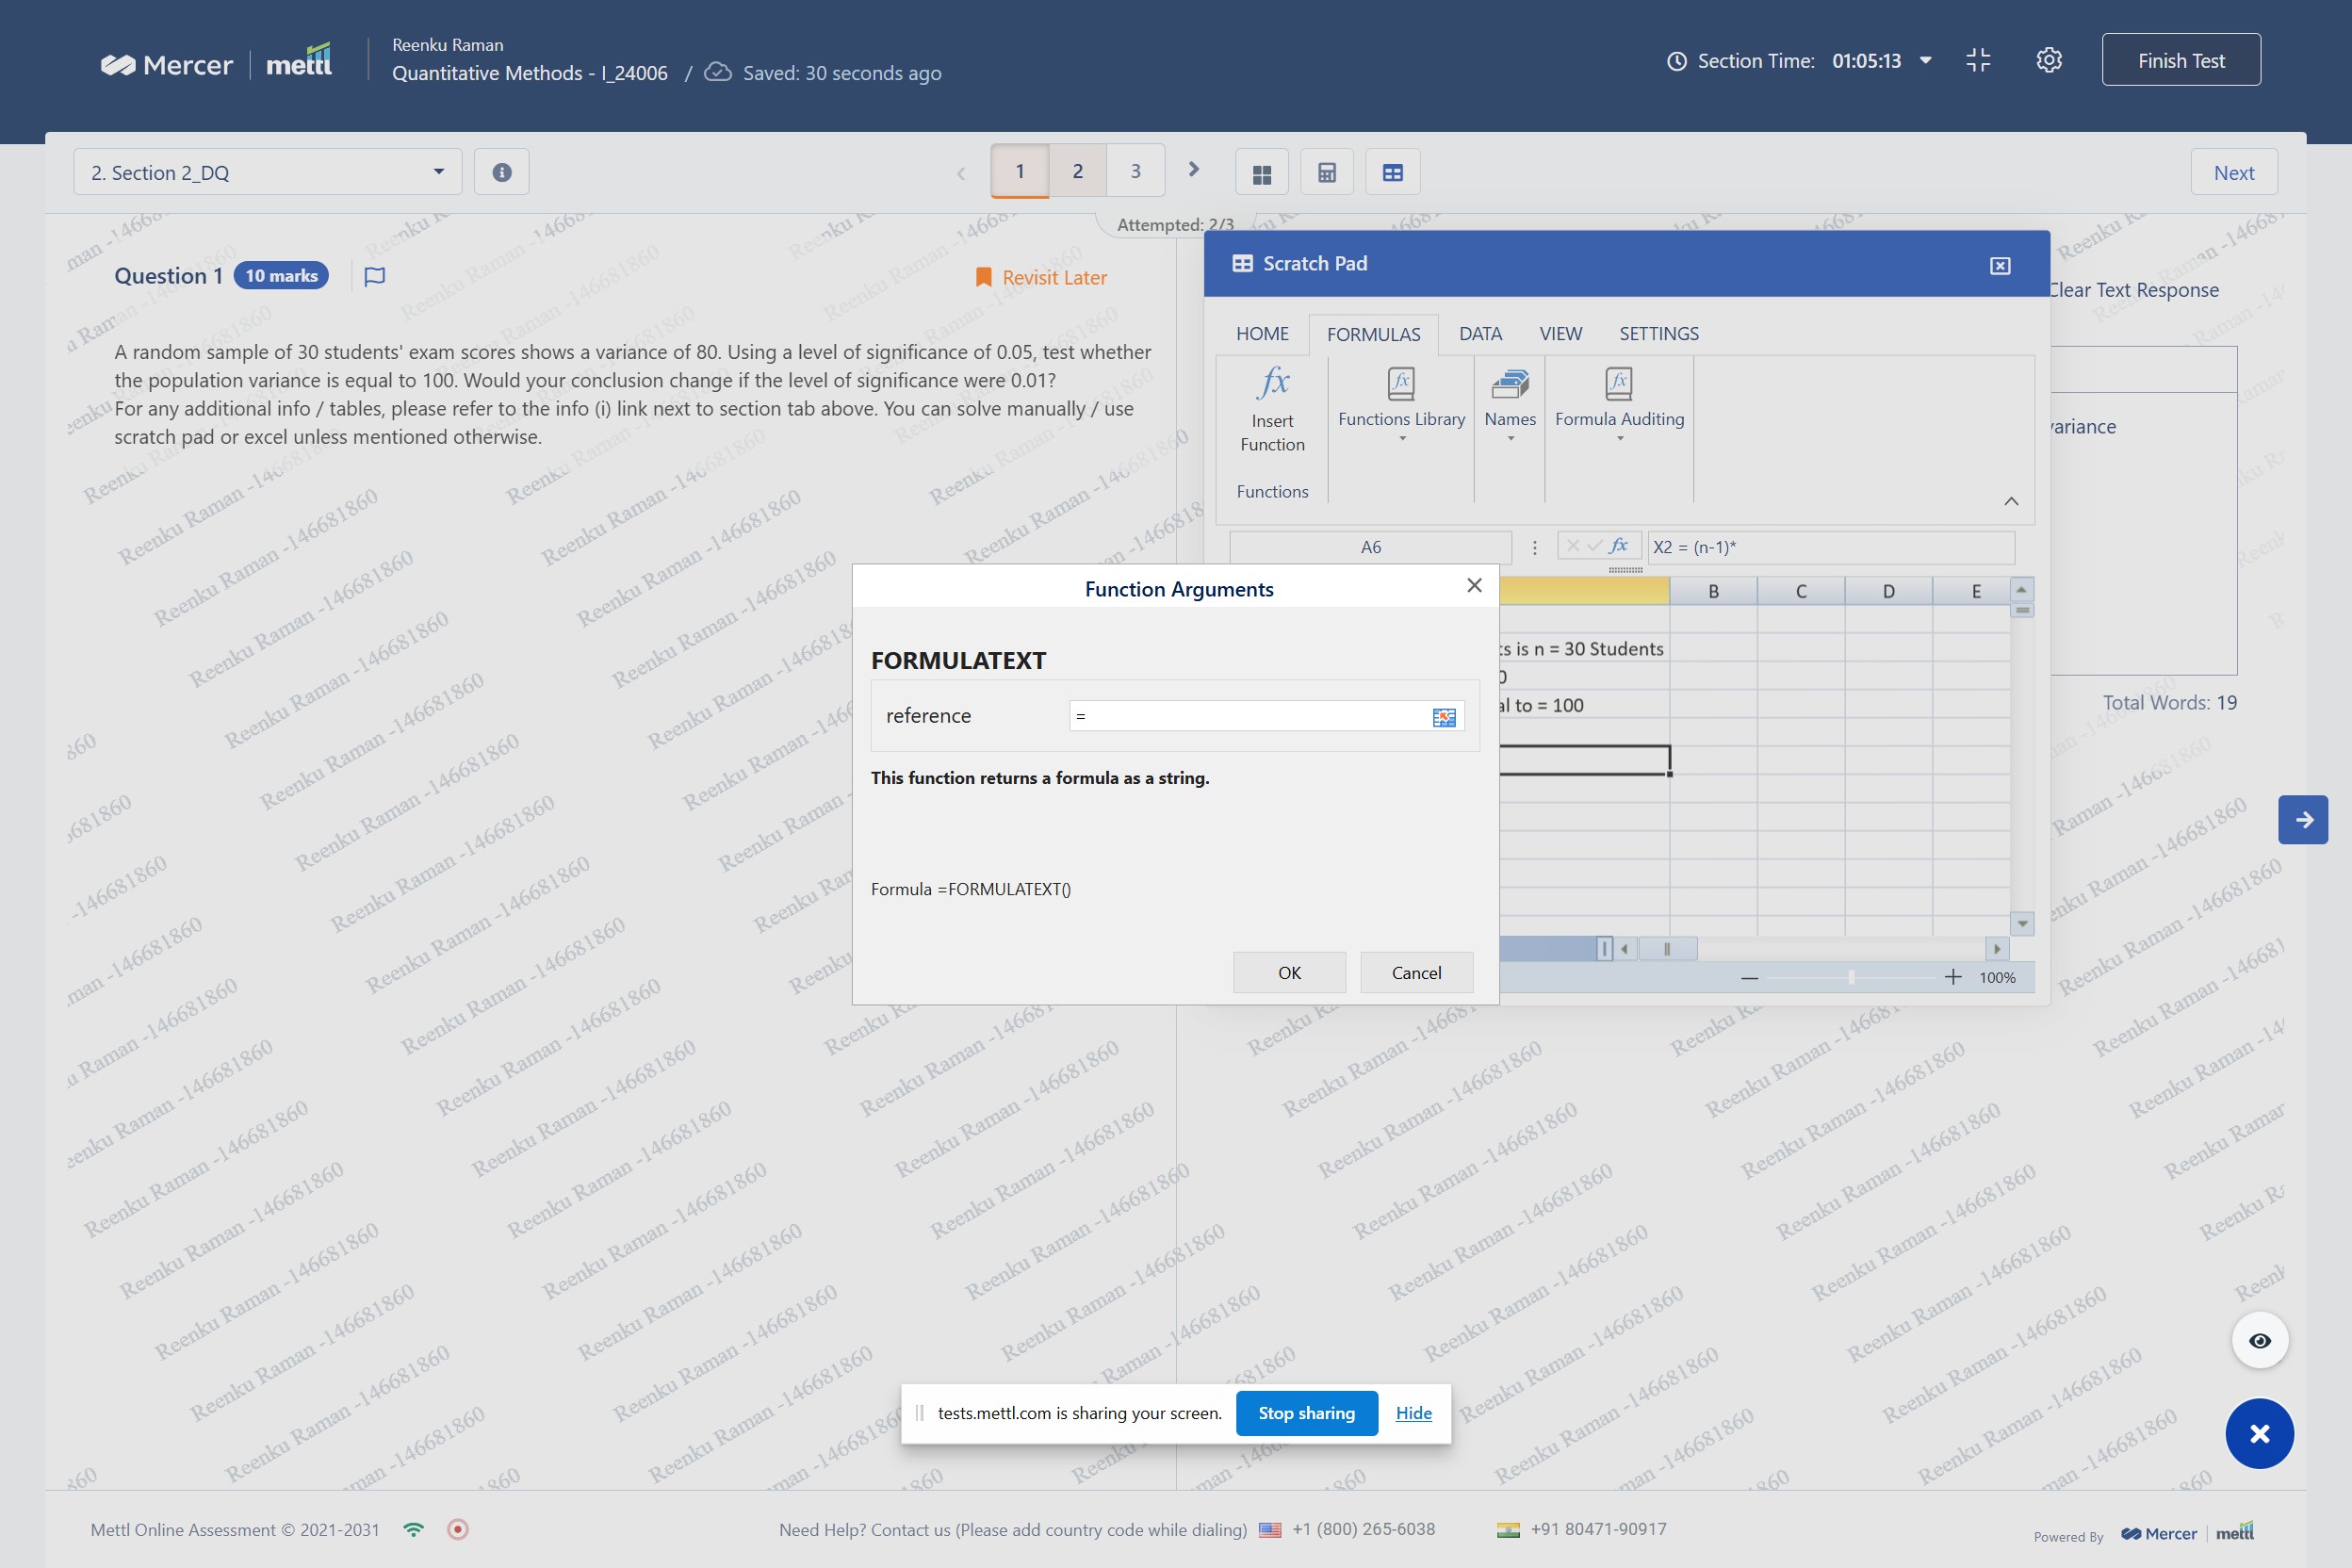 Mercer | mettl
Reenku Raman
Quantitative Methods - I_24006 / Saved: 30 seconds ago
Section Time: 01:05:13
Finish Test
2. Section 2_DQ
1 2 3
Next
Attempted: 2/3
Question 1 10 marks
Revisit Later
A random sample of 30 students' exam scores shows a variance of 80. Using a level of significance of 0.05, test whether
the population variance is equal to 100. Would your conclusion change if the level of significance were 0.01?
For any additional info / tables, please refer to the info (i) link next to section tab above. You can solve manually / use
scratch pad or excel unless mentioned otherwise.
Scratch Pad
Clear Text Response
HOME FORMULAS DATA VIEW SETTINGS
Insert
Function
Functions Library
Names
Formula Auditing
Functions
variance
A6
fx
X2 = (n-1)*
B C D E
is n = 30 Students
to = 100
Total Words: 19
100%
Function Arguments
FORMULATEXT
reference
=
This function returns a formula as a string.
Formula =FORMULATEXT()
OK
Cancel
Reenku Raman -146681860
tests.mettl.com is sharing your screen.
Stop sharing
Hide
Mettl Online Assessment © 2021-2031
Need Help? Contact us (Please add country code while dialing) +1 (800) 265-6038 +91 80471-90917
Powered By Mercer | mettl